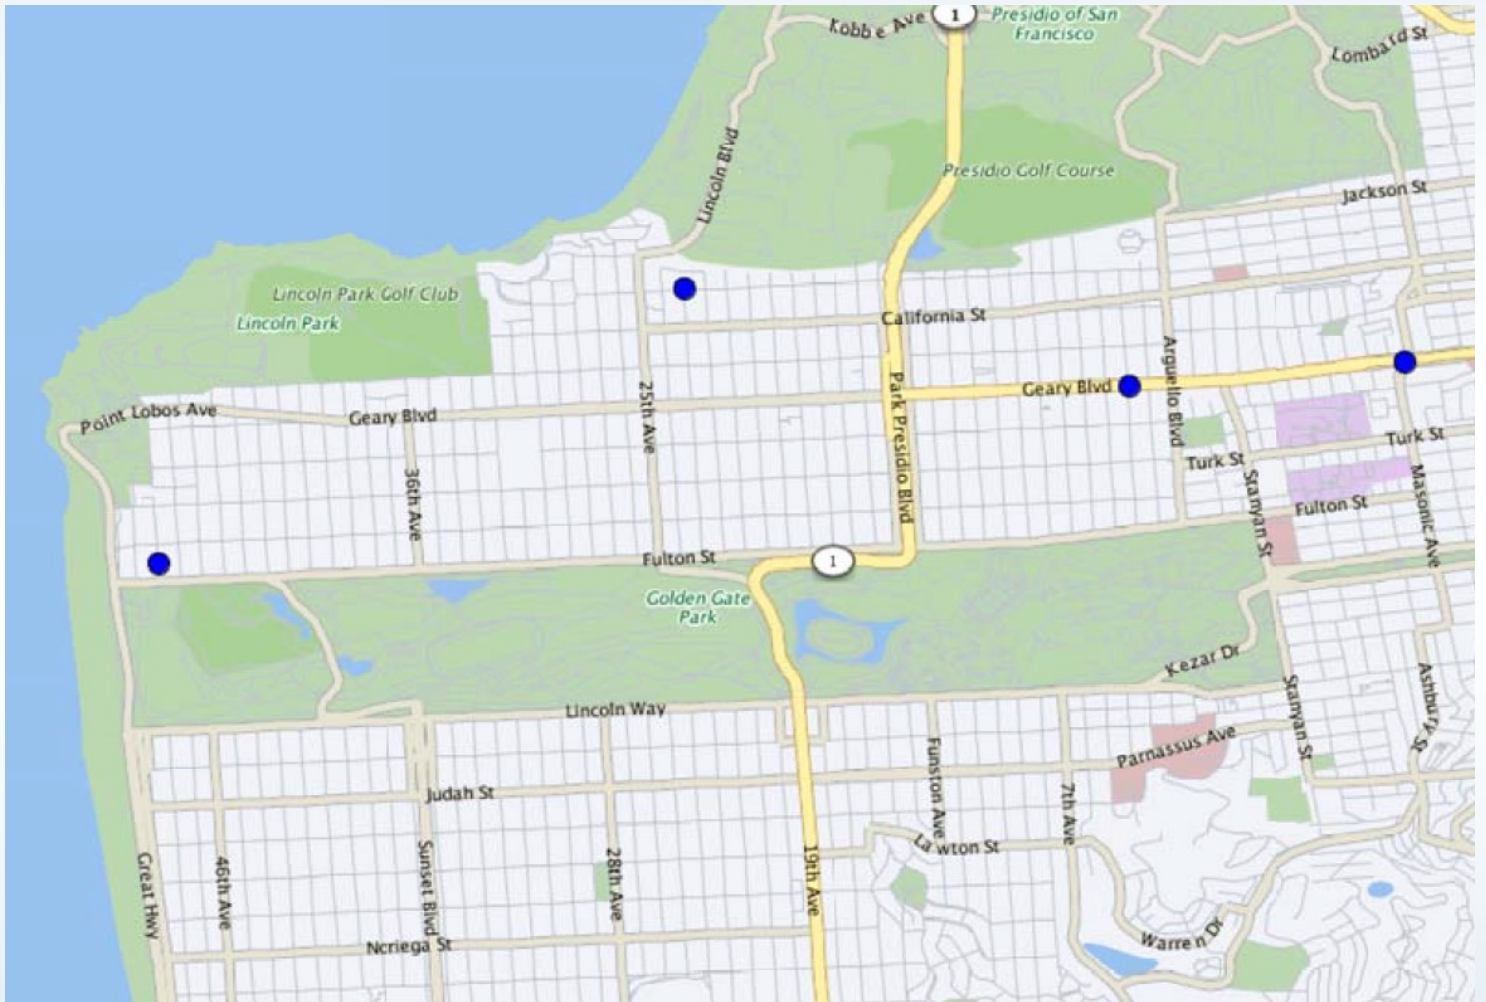 1
Presidio of San
Francisco
Kobbe Ave
Lombard St
Lincoln Blvd
Presidio Golf Course
Jackson St
Lincoln Park Golf Club
Lincoln Park
California St
Arguello Blvd
Park Presidio Blvd
25th Ave
Geary Blvd
Point Lobos Ave
Geary Blvd
36th Ave
Turk St
Turk St
Stanyan St
Masonic Ave
Fulton St
Fulton St
1
Golden Gate
Park
Kezar Dr
Ashbury St
Stanyan St
Lincoln Way
Parnassus Ave
Funston Ave
7th Ave
Judah St
Lawton St
Great Hwy
46th Ave
Sunset Blvd
28th Ave
19th Ave
Noriega St
Warren Dr